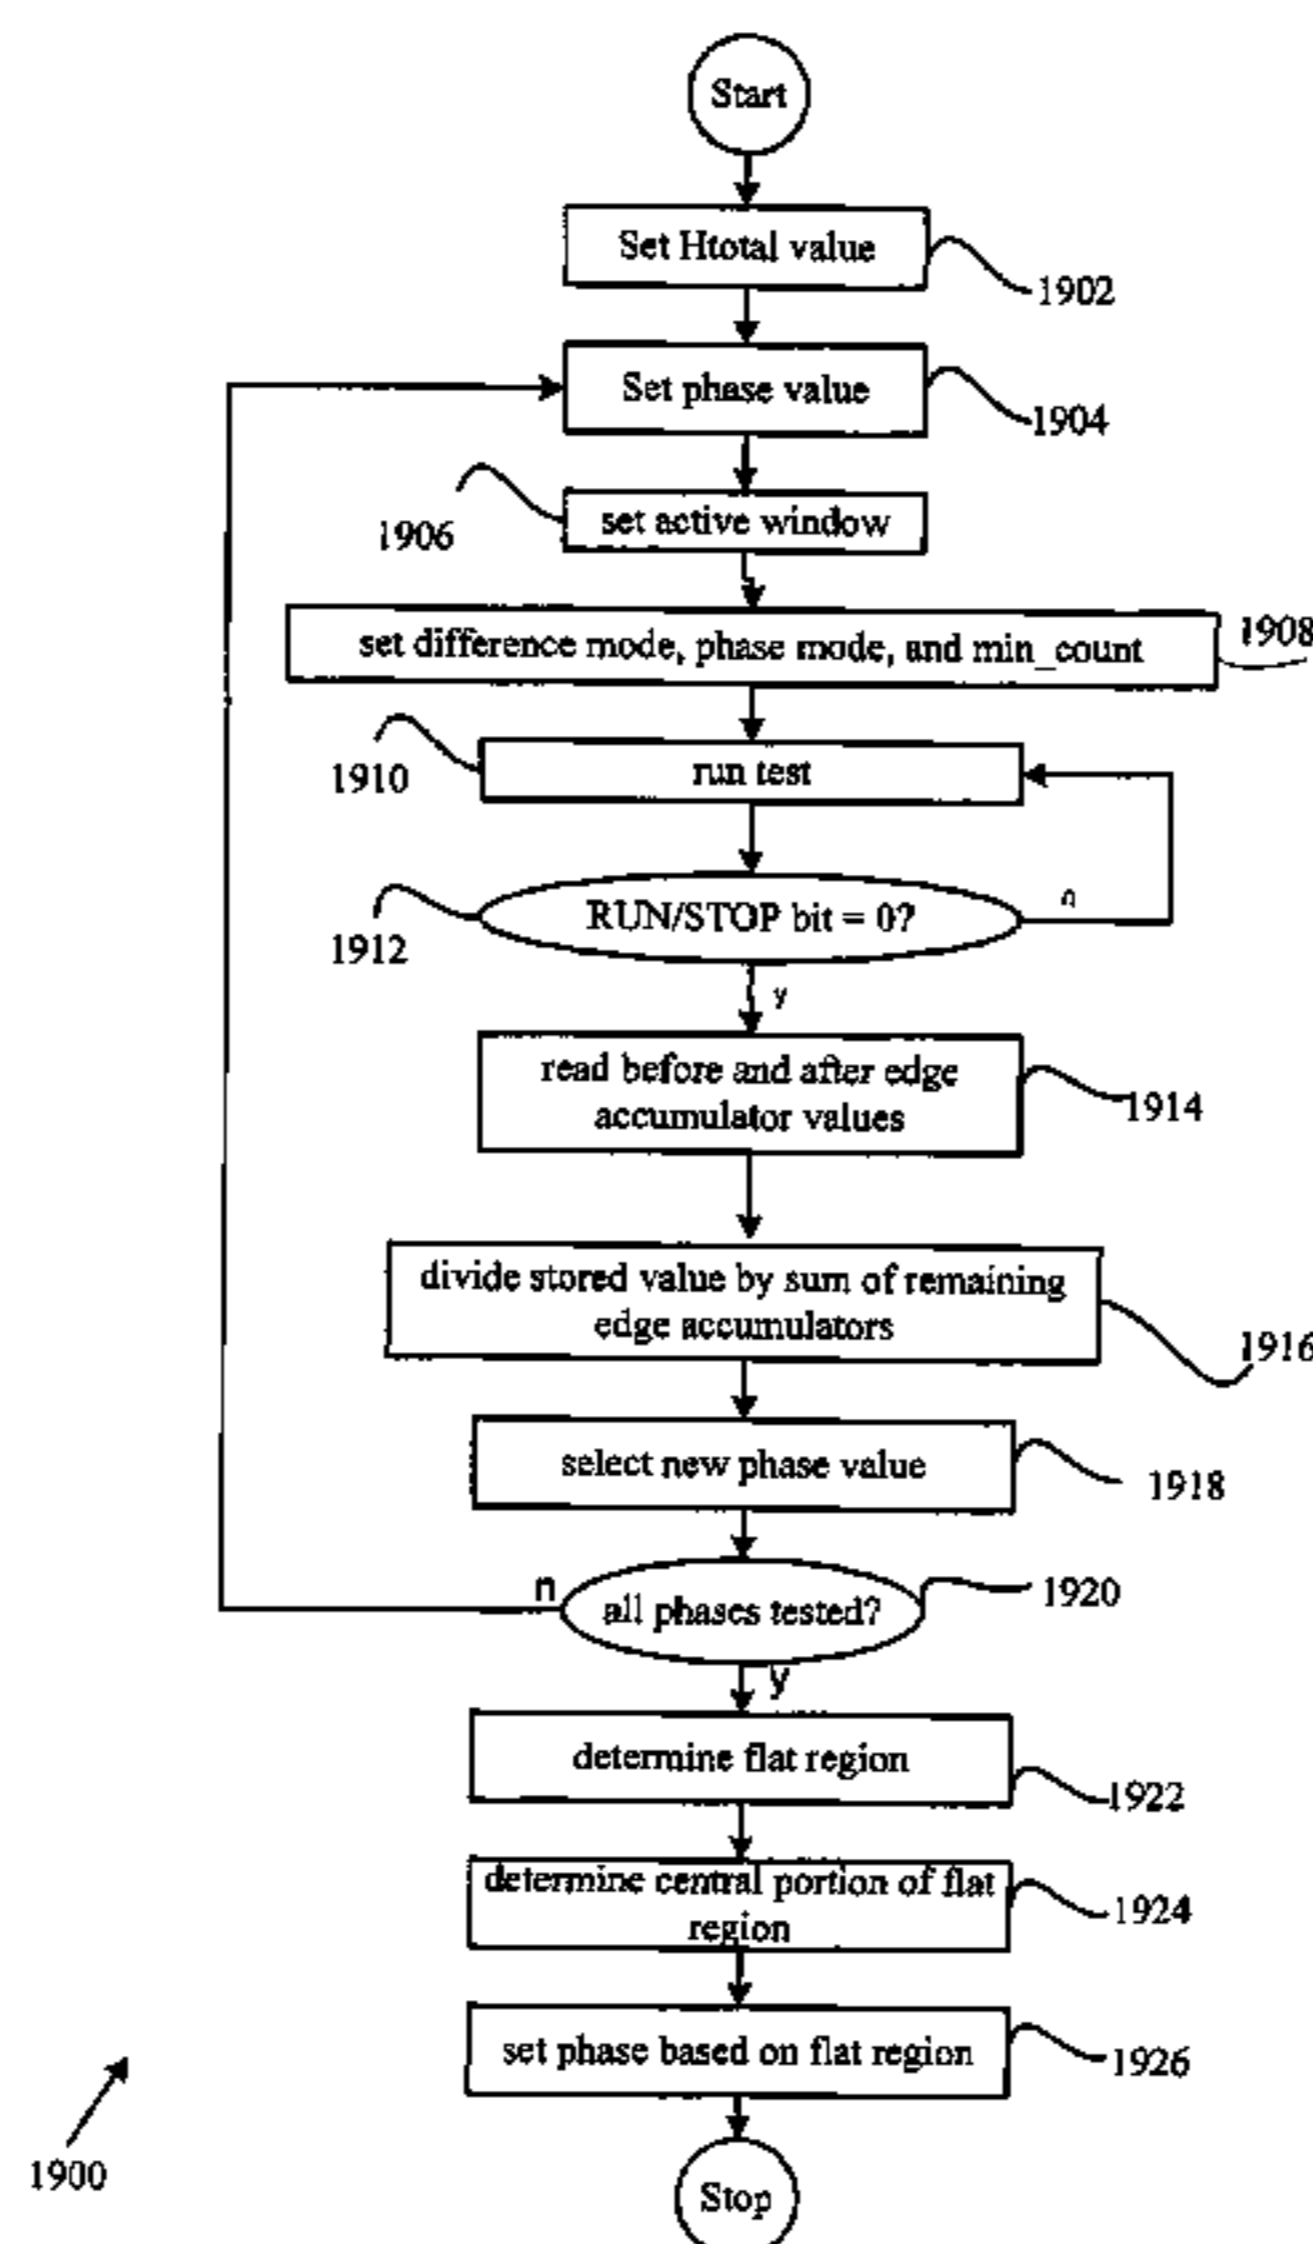 Start
Set Htotal value
1902
Set phase value
1904
set active window
1906
set difference mode, phase mode, and min_count
1908
run test
1910
RUN/STOP bit = 0?
n
1912
y
read before and after edge
accumulator values
1914
divide stored value by sum of remaining
edge accumulators
1916
select new phase value
1918
n
all phases tested?
1920
y
determine flat region
1922
determine central portion of flat
region
1924
set phase based on flat region
1926
1900
Stop